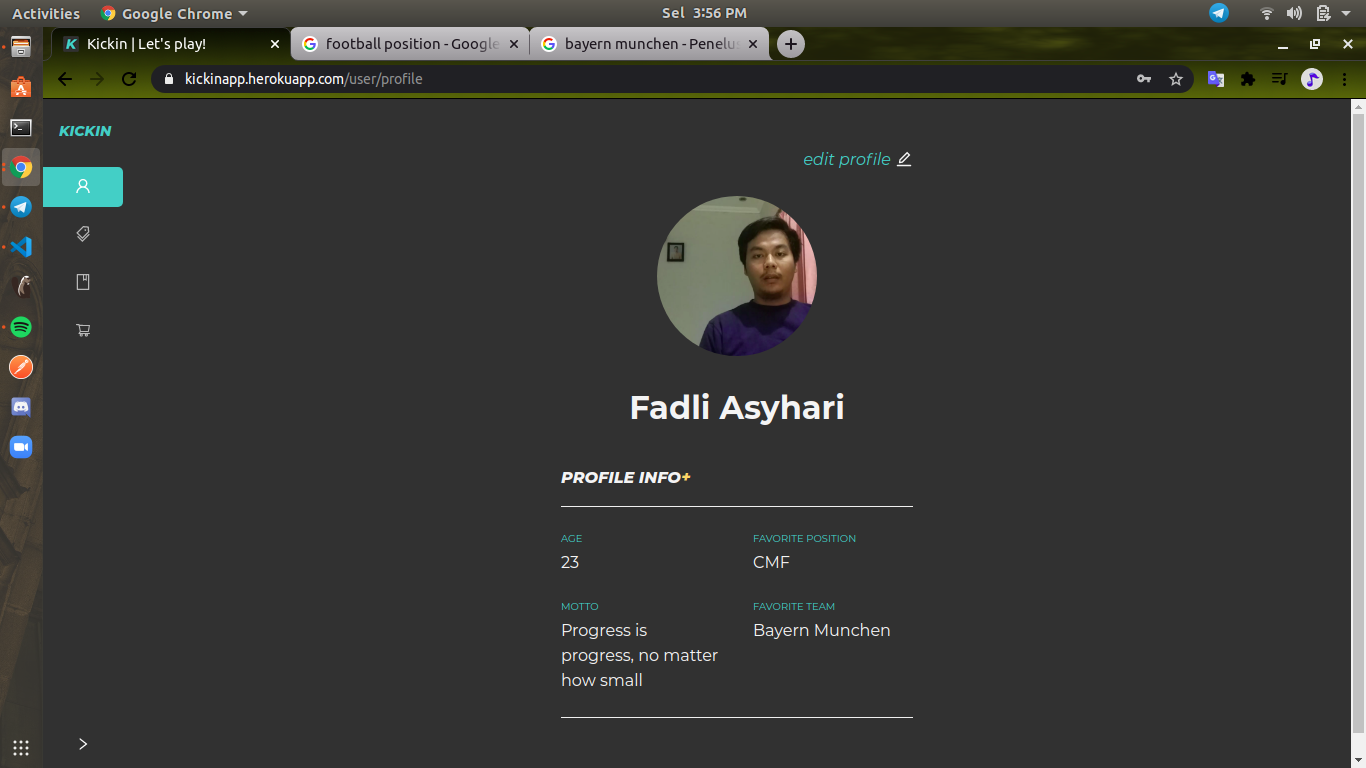 Activities
Google Chrome
Sel 3:56 PM
Kickin | Let's play!
football position - Google
bayern munchen - Penelus
kickinapp.herokuapp.com/user/profile
KICKIN
edit profile
Fadli Asyhari
PROFILE INFO+
AGE
FAVORITE POSITION
23
CMF
MOTTO
FAVORITE TEAM
Progress is
progress, no matter
how small
Bayern Munchen